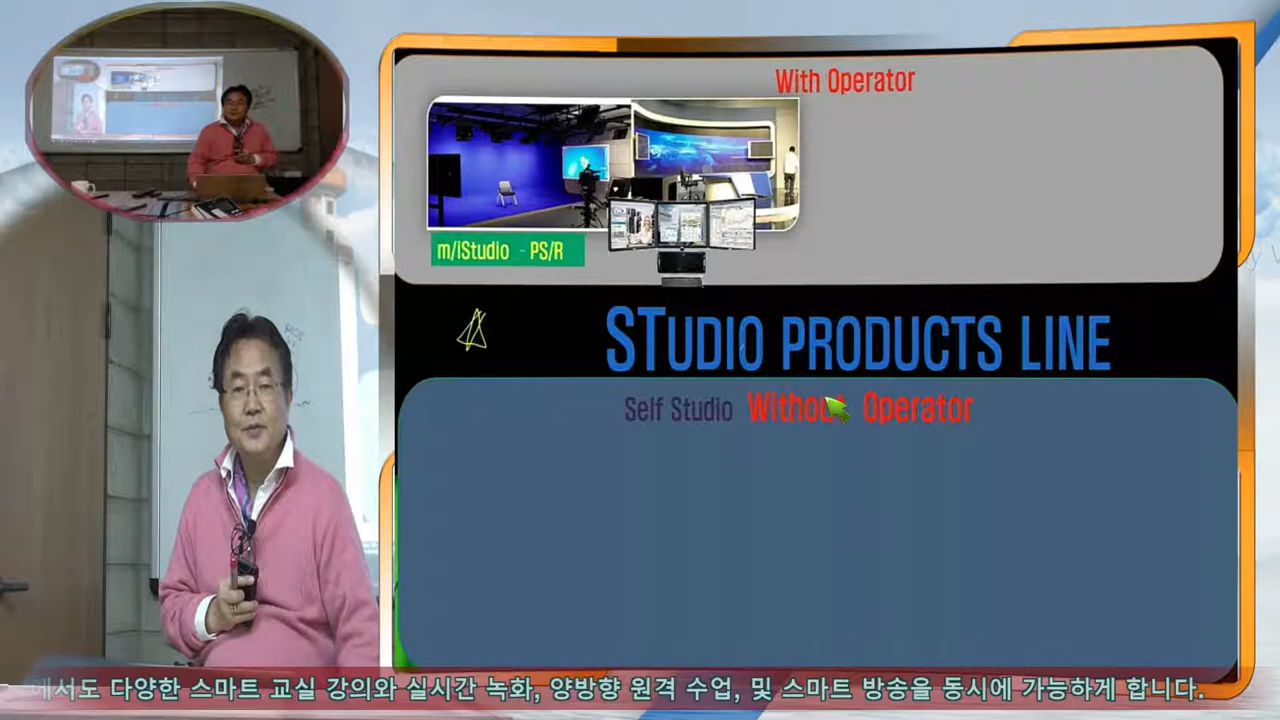 With Operator
m/iStudio - PS/R
STUDIO PRODUCTS LINE
Self Studio Without Operator
에서도 다양한 스마트 교실 강의와 실시간 녹화, 양방향 원격 수업, 및 스마트 방송을 동시에 가능하게 합니다.